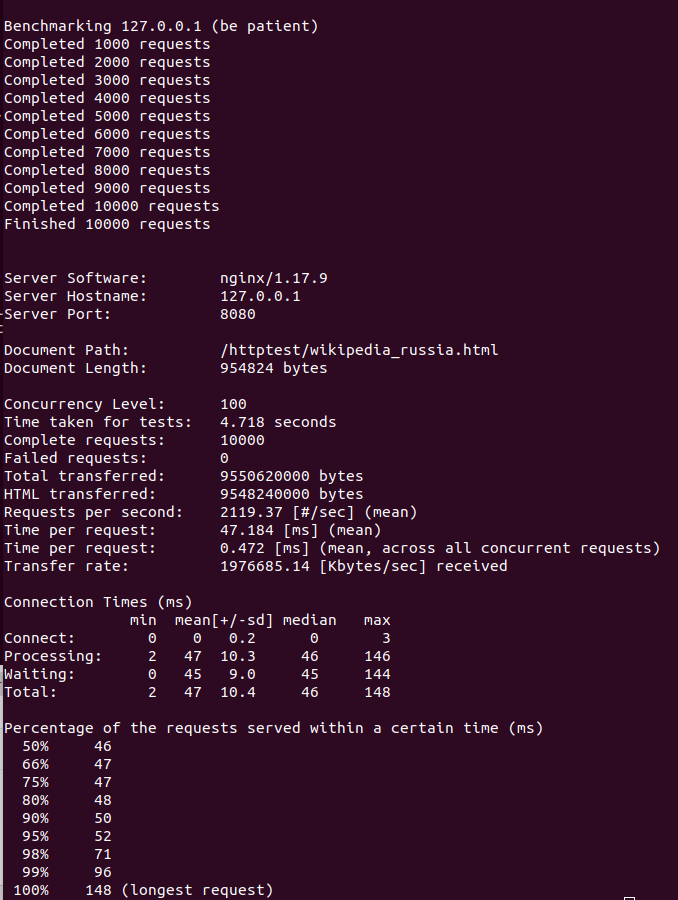 Benchmarking 127.0.0.1 (be patient)
Completed 1000 requests
Completed 2000 requests
Completed 3000 requests
Completed 4000 requests
Completed 5000 requests
Completed 6000 requests
Completed 7000 requests
Completed 8000 requests
Completed 9000 requests
Completed 10000 requests
Finished 10000 requests
Server Software:        nginx/1.17.9
Server Hostname:        127.0.0.1
Server Port:            8080
Document Path:          /httptest/wikipedia_russia.html
Document Length:        954824 bytes
Concurrency Level:      100
Time taken for tests:   4.718 seconds
Complete requests:      10000
Failed requests:        0
Total transferred:      9550620000 bytes
HTML transferred:       9548240000 bytes
Requests per second:    2119.37 [#/sec] (mean)
Time per request:       47.184 [ms] (mean)
Time per request:       0.472 [ms] (mean, across all concurrent requests)
Transfer rate:          1976685.14 [Kbytes/sec] received
Connection Times (ms)
              min  mean[+/-sd] median   max
Connect:        0    0   0.2      0       3
Processing:     2   47  10.3     46     146
Waiting:        0   45   9.0     45     144
Total:          2   47  10.4     46     148
Percentage of the requests served within a certain time (ms)
  50%     46
  66%     47
  75%     47
  80%     48
  90%     50
  95%     52
  98%     71
  99%     96
 100%    148 (longest request)